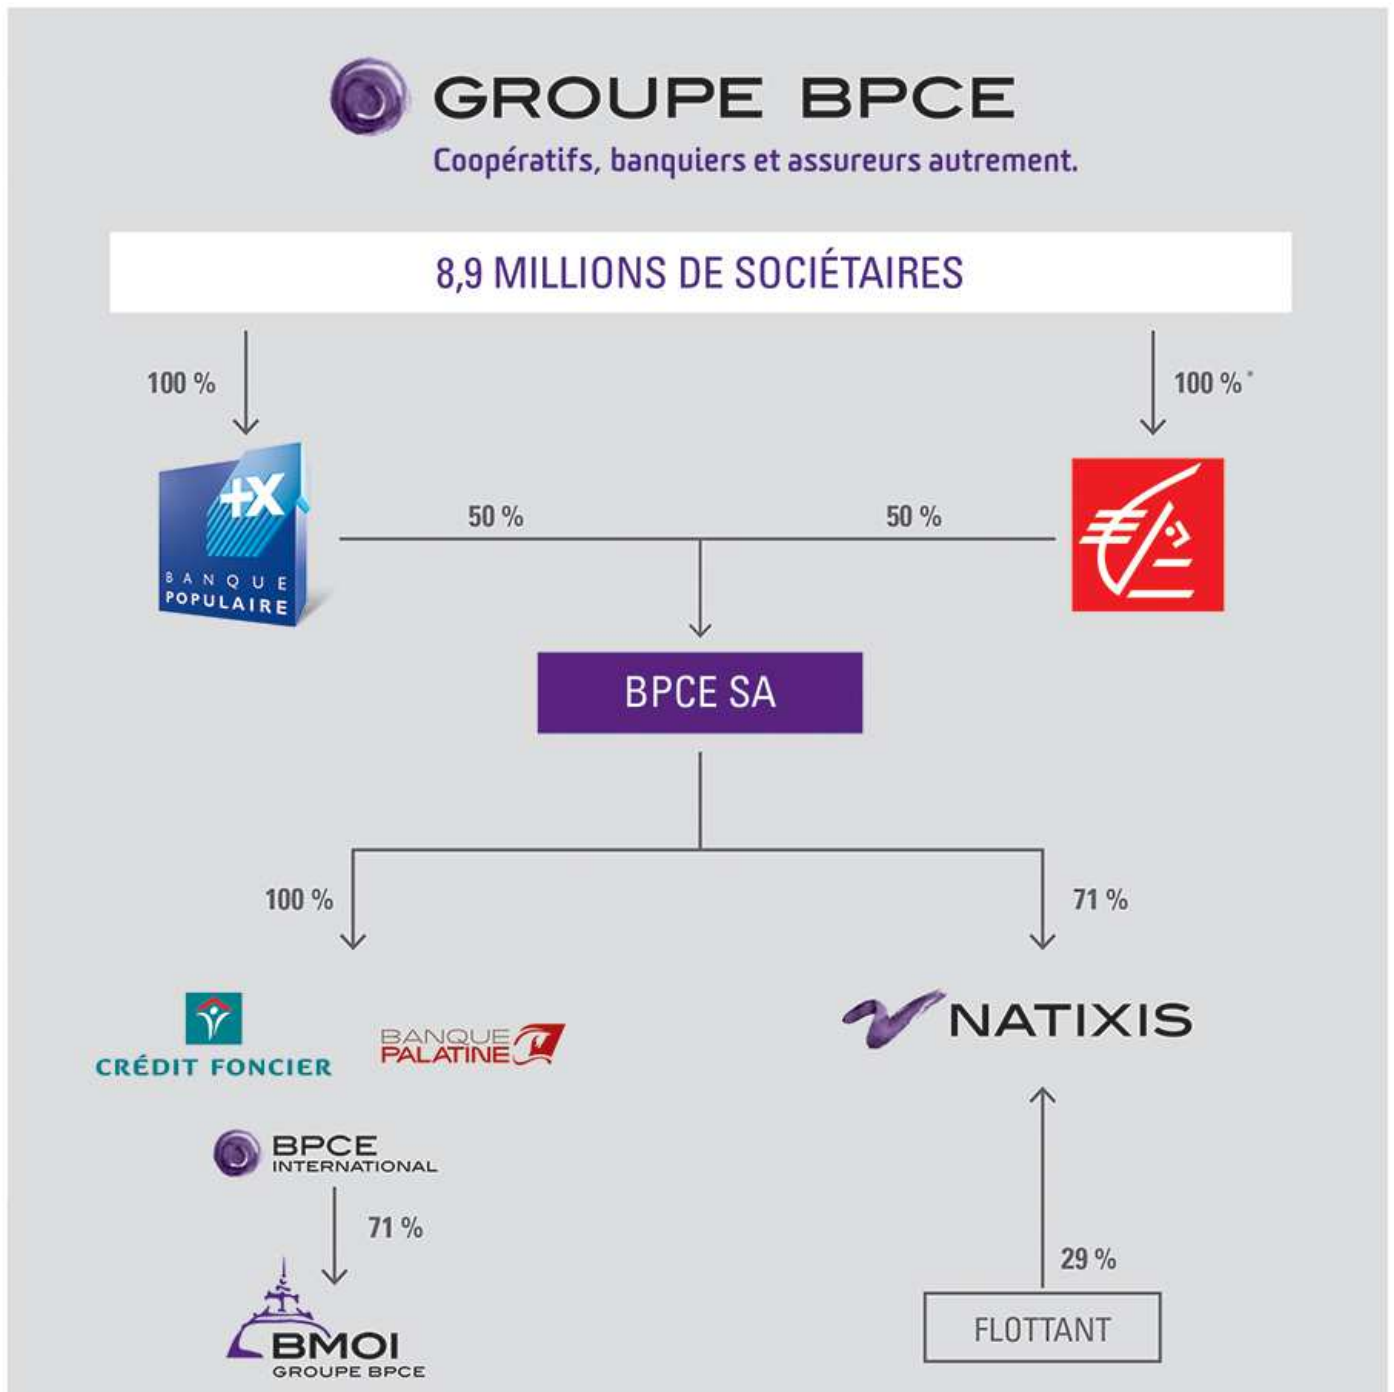 GROUPE BPCE
Coopératifs, banquiers et assureurs autrement.
8,9 MILLIONS DE SOCIÉTAIRES
100 %
100 %*
+X
BANQUE
POPULAIRE
50 %
50 %
BPCE SA
100 %
71 %
CRÉDIT FONCIER
BANQUE
PALATINE
NATIXIS
BPCE
INTERNATIONAL
71 %
29 %
BMOI
GROUPE BPCE
FLOTTANT